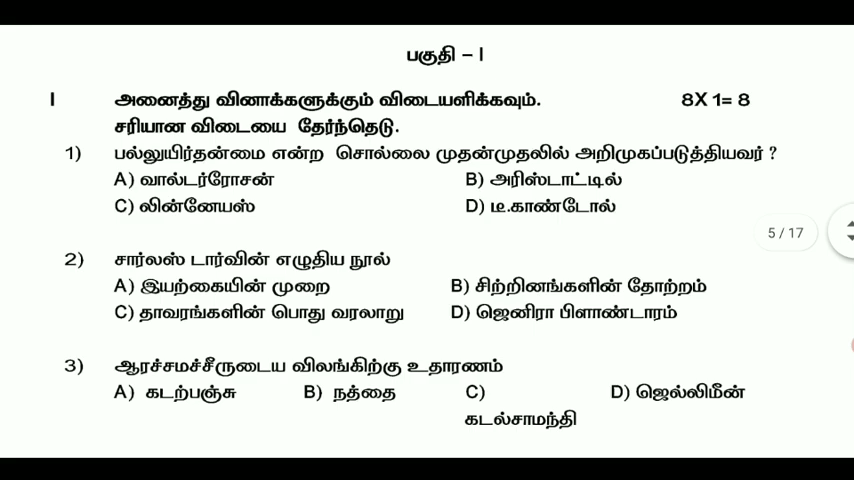 பகுதி – I
I அனைத்து வினாக்களுக்கும் விடையளிக்கவும். 8X 1= 8
சரியான விடையை தேர்ந்தெடு.
1) பல்லுயிர்தன்மை என்ற சொல்லை முதன்முதலில் அறிமுகப்படுத்தியவர் ?
A) வால்டர்ரோசன் B) அரிஸ்டாட்டில்
C) லின்னேயஸ் D) டீ.காண்டோல்
5 / 17
2) சார்லஸ் டார்வின் எழுதிய நூல்
A) இயற்கையின் முறை B) சிற்றினங்களின் தோற்றம்
C) தாவரங்களின் பொது வரலாறு D) ஜெனிரா பிளாண்டாரம்
3) ஆரச்சமச்சீருடைய விலங்கிற்கு உதாரணம்
A) கடற்பஞ்சு B) நத்தை C) D) ஜெல்லிமீன்
கடல்சாமந்தி